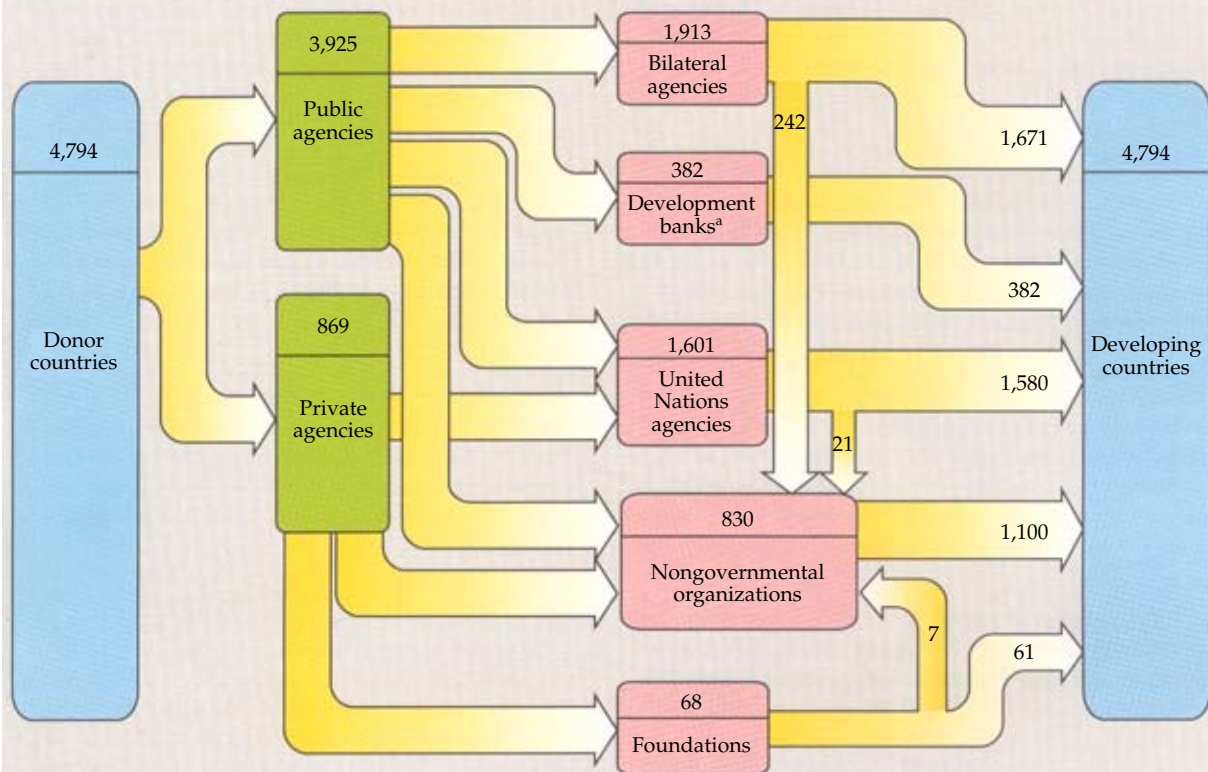 4,794
Donor
countries
3,925
Public
agencies
869
Private
agencies
1,913
Bilateral
agencies
382
Development
banksᵃ
1,601
United
Nations
agencies
830
Nongovernmental
organizations
68
Foundations
242
21
7
1,671
382
1,580
1,100
61
4,794
Developing
countries